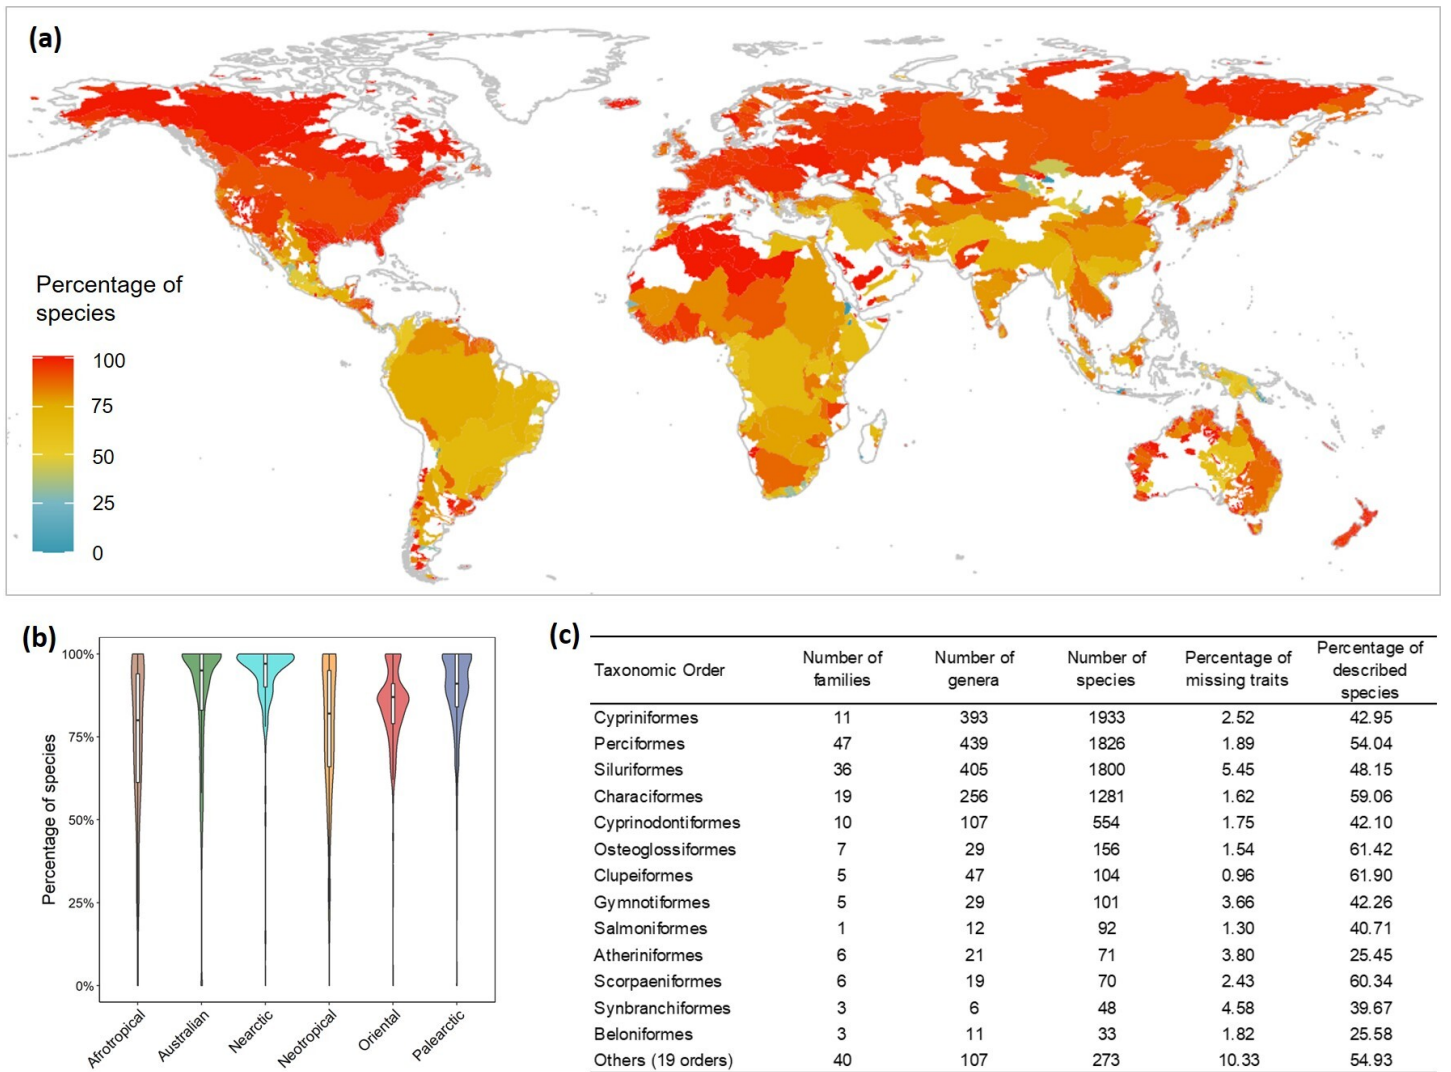 (a)
Percentage of
species
100
75
50
25
0
(b)
Percentage of species
100%
75%
50%
25%
0%
Afrotropical
Australian
Nearctic
Neotropical
Oriental
Palearctic
(c)
Taxonomic Order Number of families Number of genera Number of species Percentage of missing traits Percentage of described species
Cypriniformes 11 393 1933 2.52 42.95
Perciformes 47 439 1826 1.89 54.04
Siluriformes 36 405 1800 5.45 48.15
Characiformes 19 256 1281 1.62 59.06
Cyprinodontiformes 10 107 554 1.75 42.10
Osteoglossiformes 7 29 156 1.54 61.42
Clupeiformes 5 47 104 0.96 61.90
Gymnotiformes 5 29 101 3.66 42.26
Salmoniformes 1 12 92 1.30 40.71
Atheriniformes 6 21 71 3.80 25.45
Scorpaeniformes 6 19 70 2.43 60.34
Synbranchiformes 3 6 48 4.58 39.67
Beloniformes 3 11 33 1.82 25.58
Others (19 orders) 40 107 273 10.33 54.93